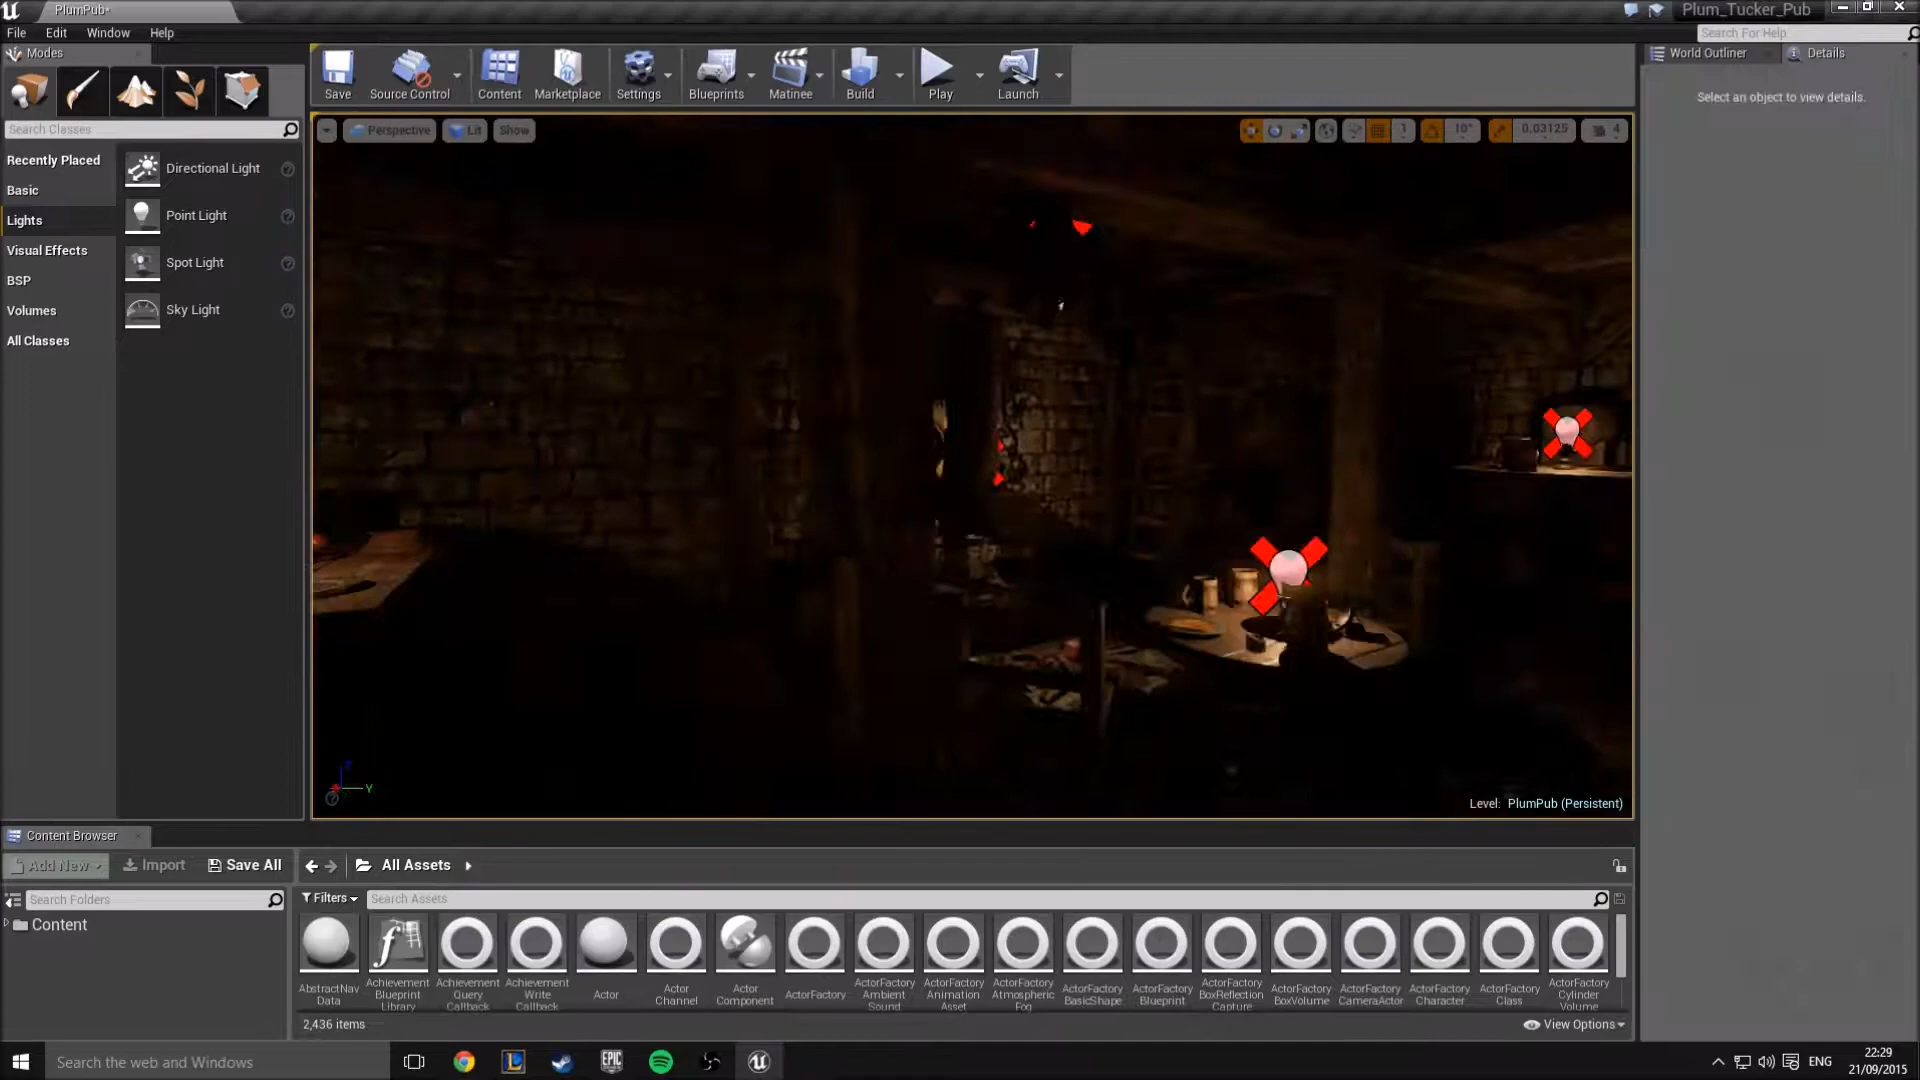 PlumPub*
Plum_Tucker_Pub
File Edit Window Help
Search For Help
Modes
Save Source Control Content Marketplace Settings Blueprints Matinee Build Play Launch
World Outliner Details
Select an object to view details.
Search Classes
Perspective Lit Show
1 10° 0.03125 4
Recently Placed
Basic
Lights
Visual Effects
BSP
Volumes
All Classes
Directional Light
Point Light
Spot Light
Sky Light
Z
Y
Level: PlumPub (Persistent)
Content Browser
Add New Import Save All All Assets
Search Folders
Filters Search Assets
Content
AbstractNav Data
Achievement Blueprint Library
Achievement Query Callback
Achievement Write Callback
Actor
Actor Channel
Actor Component
ActorFactory
ActorFactory Ambient Sound
ActorFactory Animation Asset
ActorFactory Atmospheric Fog
ActorFactory BasicShape
ActorFactory Blueprint
ActorFactory BoxReflection Capture
ActorFactory BoxVolume
ActorFactory CameraActor
ActorFactory Character
ActorFactory Class
ActorFactory Cylinder Volume
2,436 items
View Options
Search the web and Windows
EPIC GAMES
ENG
22:29
21/09/2015